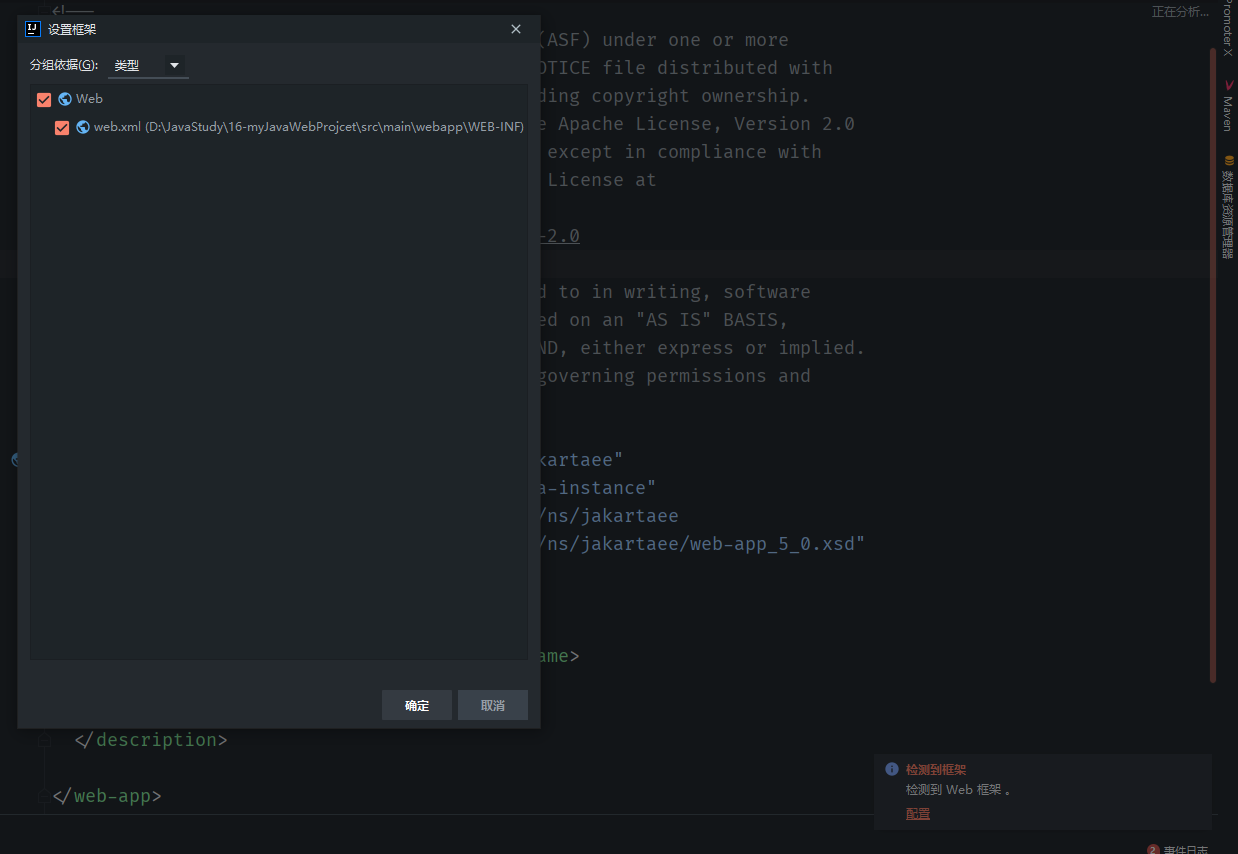 <!--
设置框架
正在分析...
分组依据(G): 类型
Web
web.xml (D:\JavaStudy\16-myJavaWebProjcet\src\main\webapp\WEB-INF)
(ASF) under one or more
OTICE file distributed with
ding copyright ownership.
e Apache License, Version 2.0
except in compliance with
License at
-2.0
d to in writing, software
ed on an "AS IS" BASIS,
ND, either express or implied.
governing permissions and
kartaee"
a-instance"
/ns/jakartaee
/ns/jakartaee/web-app_5_0.xsd"
ame>
确定
取消
</description>
</web-app>
检测到框架
检测到 Web 框架 。
配置
Promoter X
Maven
数据库资源管理器
2 事件日志